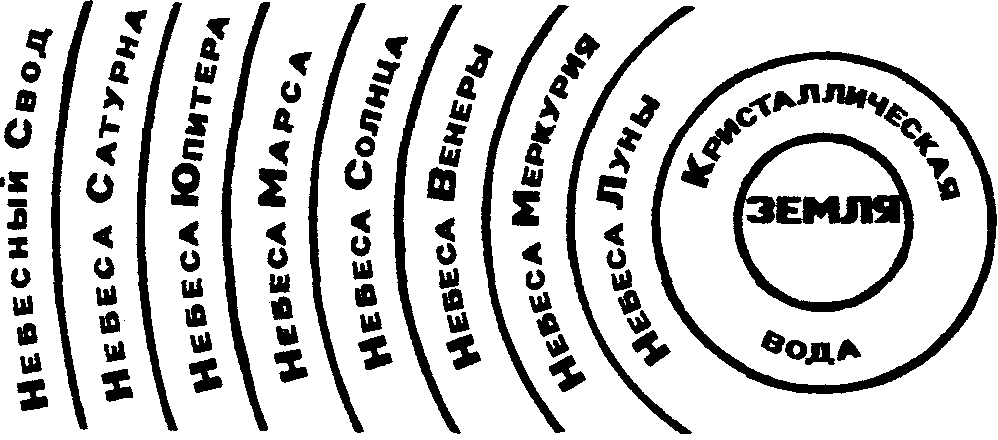 Небесный Свод
Небеса Сатурна
Небеса Юпитера
Небеса Марса
Небеса Солнца
Небеса Венеры
Небеса Меркурия
Небеса Луны
Кристаллическая
ЗЕМЛЯ
вода